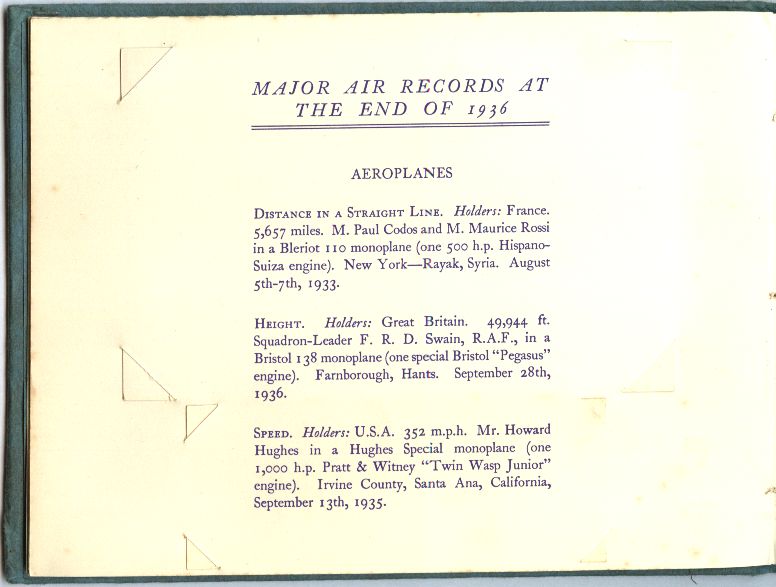 MAJOR AIR RECORDS AT
THE END OF 1936
AEROPLANES
DISTANCE IN A STRAIGHT LINE. Holders: France.
5,657 miles. M. Paul Codos and M. Maurice Rossi
in a Bleriot 110 monoplane (one 500 h.p. Hispano-
Suiza engine). New York—Rayak, Syria. August
5th-7th, 1933.
HEIGHT. Holders: Great Britain. 49,944 ft.
Squadron-Leader F. R. D. Swain, R.A.F., in a
Bristol 138 monoplane (one special Bristol "Pegasus"
engine). Farnborough, Hants. September 28th,
1936.
SPEED. Holders: U.S.A. 352 m.p.h. Mr. Howard
Hughes in a Hughes Special monoplane (one
1,000 h.p. Pratt & Witney "Twin Wasp Junior"
engine). Irvine County, Santa Ana, California,
September 13th, 1935.